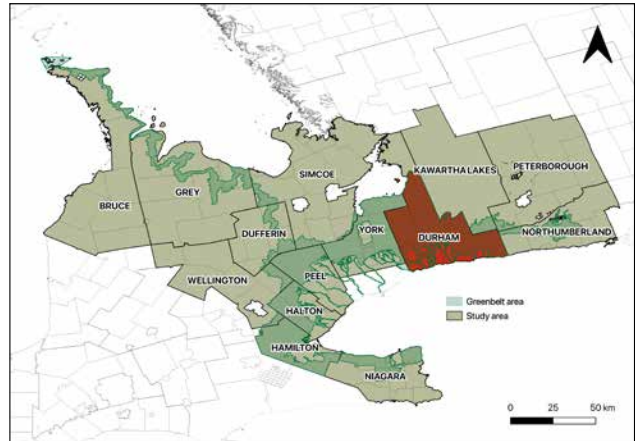 SIMCOE
KAWARTHA LAKES
PETERBOROUGH
BRUCE
GREY
DUFFERIN
YORK
DURHAM
NORTHUMBERLAND
WELLINGTON
PEEL
HALTON
HAMILTON
NIAGARA
Greenbelt area
Study area
0 25 50 km